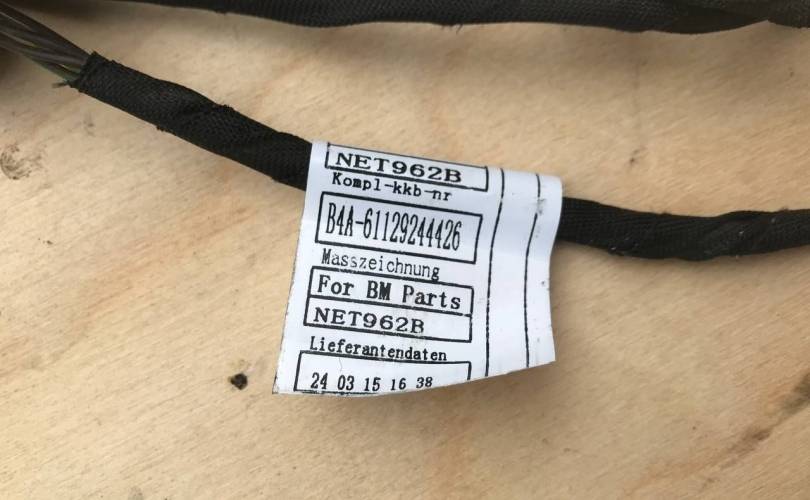 NET962B
Kompl-kkb-nr
B4A-61129244426
Masszeichnung
For BM Parts
NET962B
Lieferantendaten
24 03 15 16 38